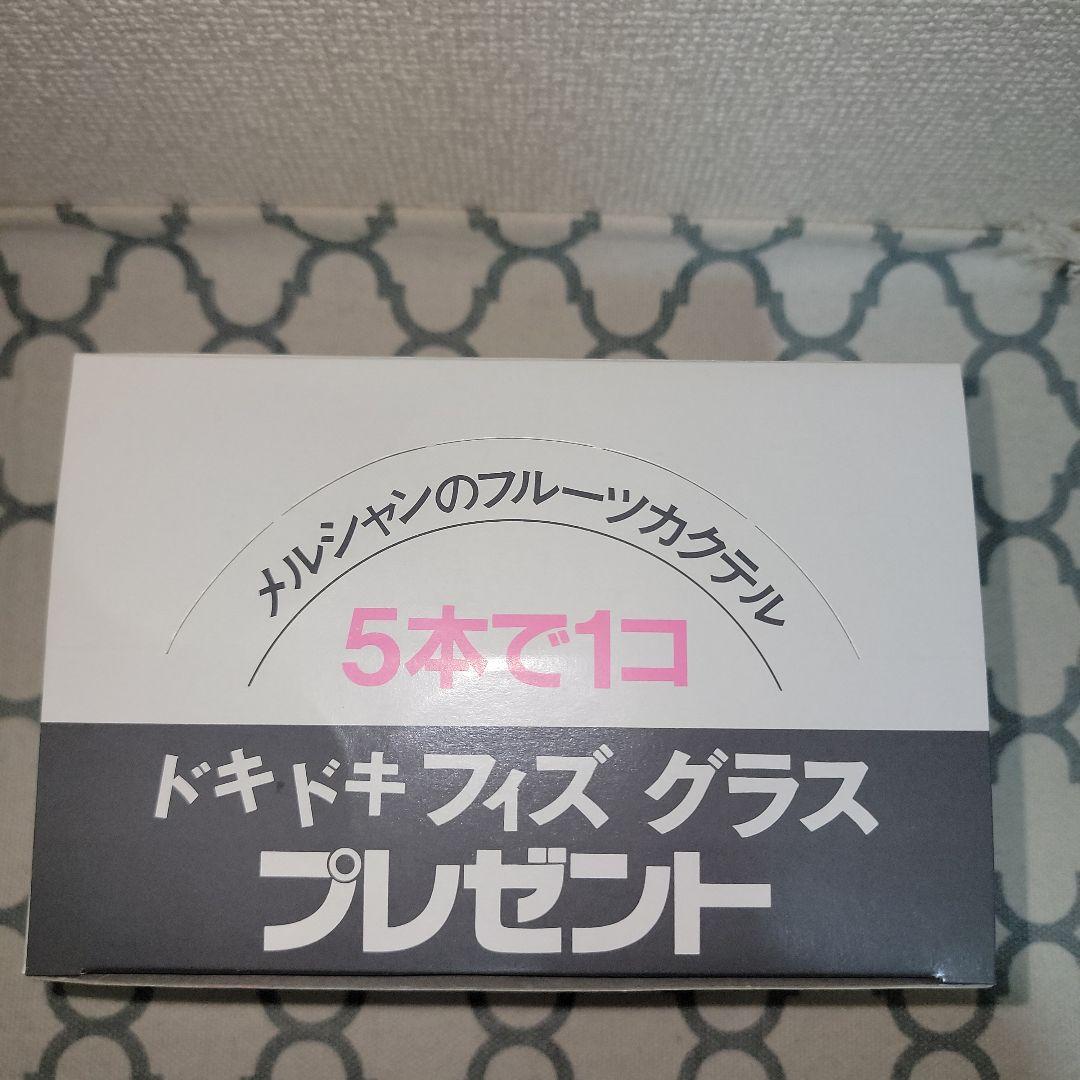 メルシャンのフルーツカクテル
5本で1コ
ドキドキフィズ グラス
プレゼント